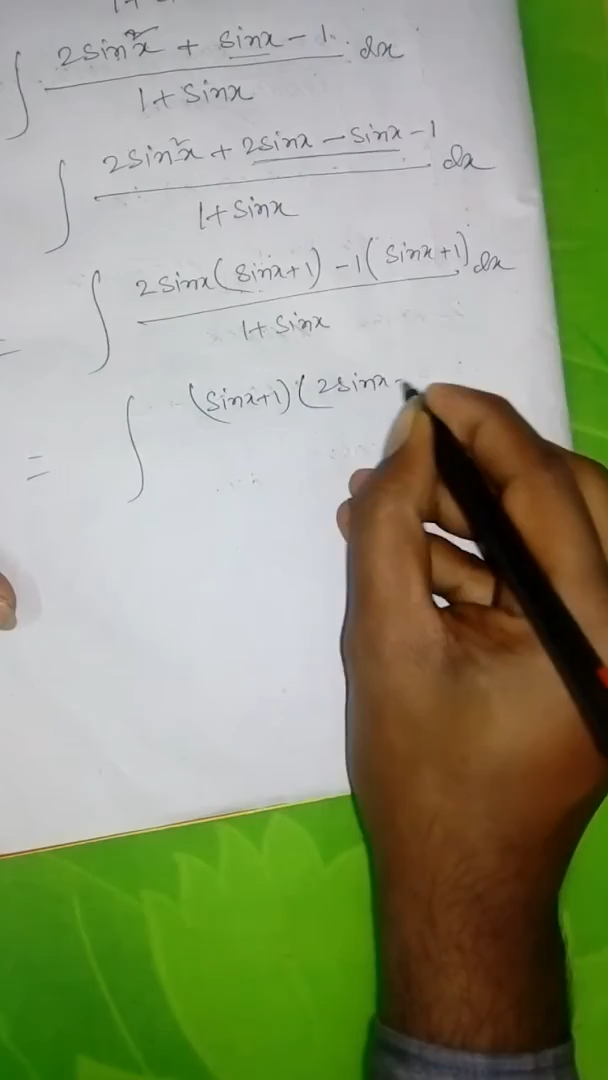 ∫ (2sin²x + sinx - 1)/(1 + sinx) dx
∫ (2sin²x + 2sinx - sinx - 1)/(1 + sinx) dx
= ∫ (2sinx(sinx+1) - 1(sinx+1))/(1 + sinx) dx
= ∫ (sinx+1)(2sinx -